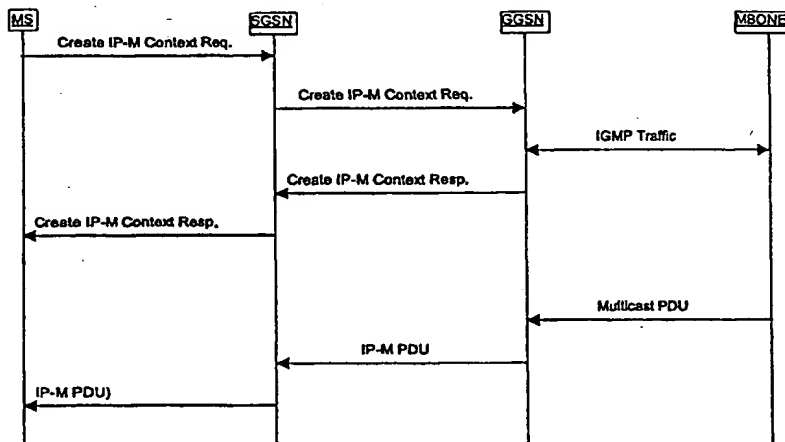 MS SGSN GGSN MBONE
Create IP-M Context Req.
Create IP-M Context Req.
IGMP Traffic
Create IP-M Context Resp.
Create IP-M Context Resp.
Multicast PDU
IP-M PDU
IP-M PDU)